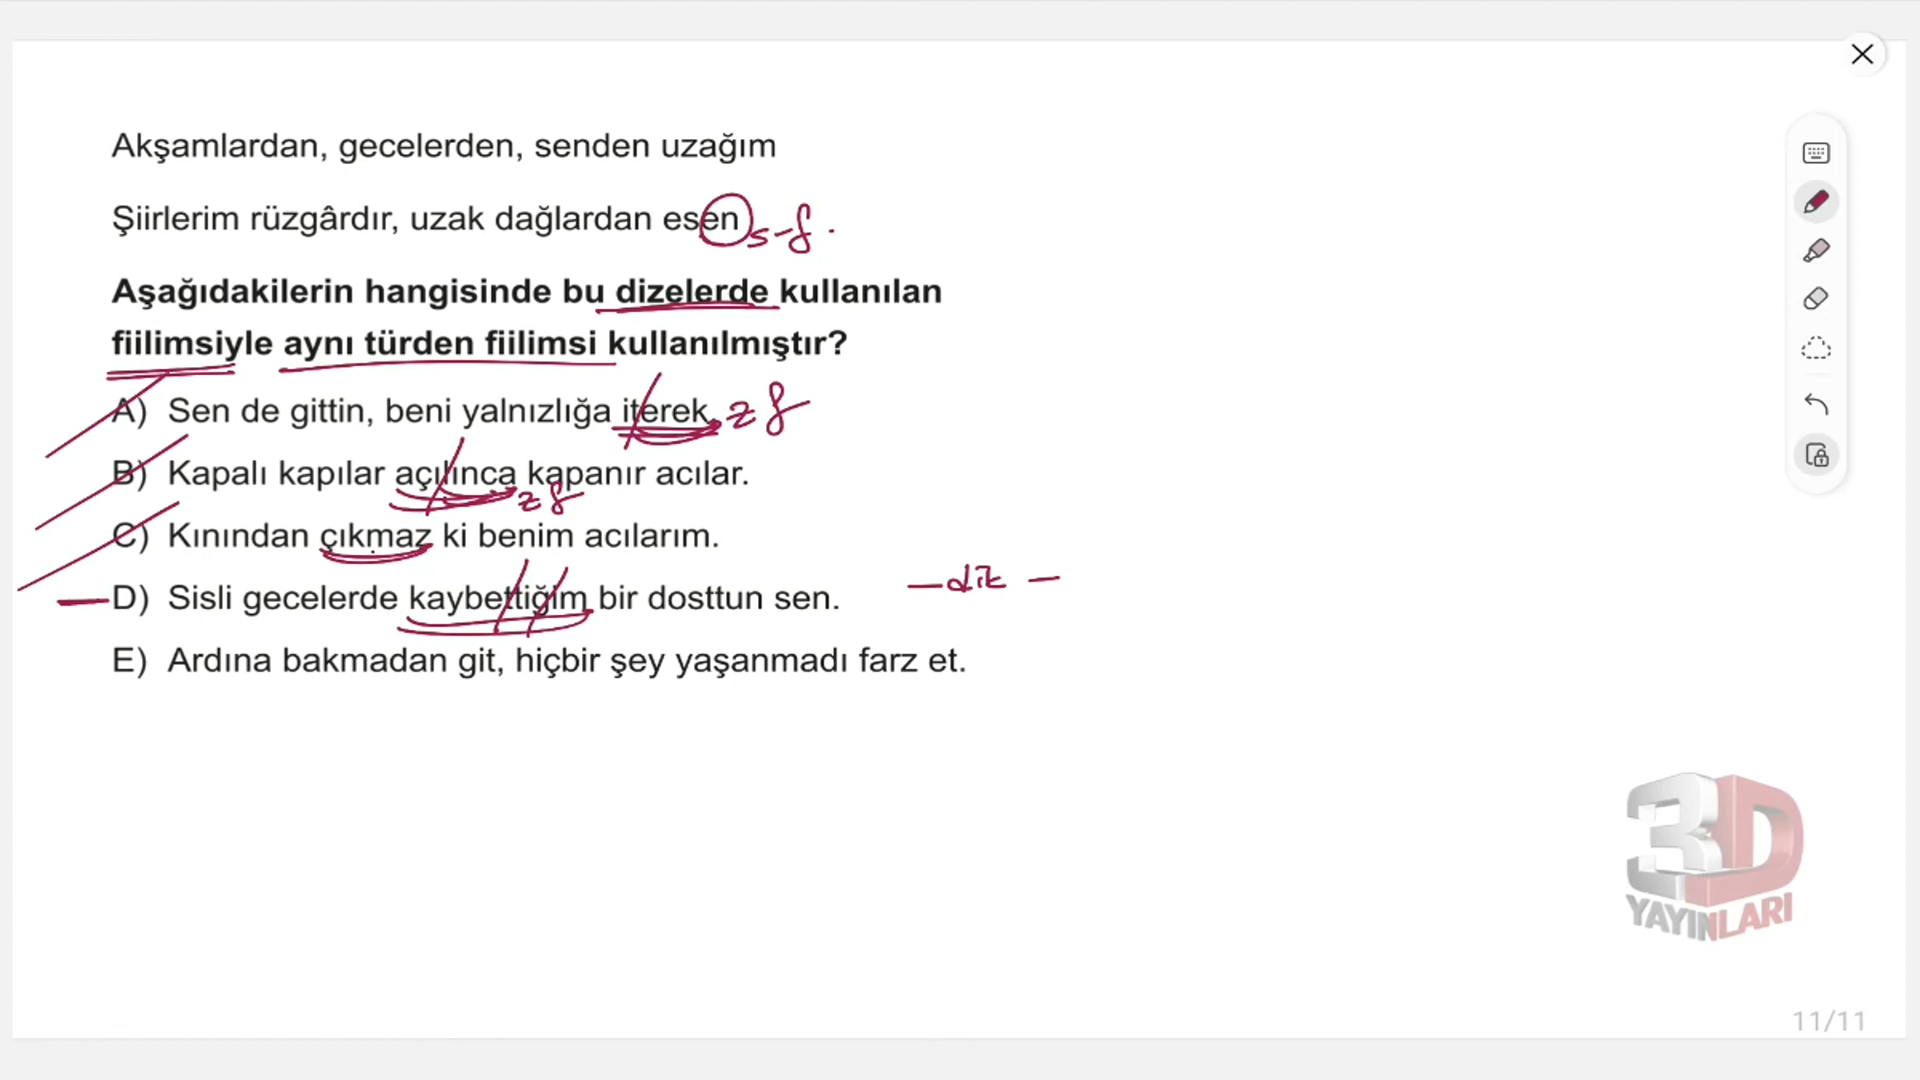 Akşamlardan, gecelerden, senden uzağım
Şiirlerim rüzgârdır, uzak dağlardan esen s-f.
Aşağıdakilerin hangisinde bu dizelerde kullanılan
fiilimsiyle aynı türden fiilimsi kullanılmıştır?
A) Sen de gittin, beni yalnızlığa iterek. zf
B) Kapalı kapılar açılınca kapanır acılar.
zf
C) Kınından çıkmaz ki benim acılarım.
—dik —
D) Sisli gecelerde kaybettiğim bir dosttun sen.
E) Ardına bakmadan git, hiçbir şey yaşanmadı farz et.
3D
YAYINLARI
11/11